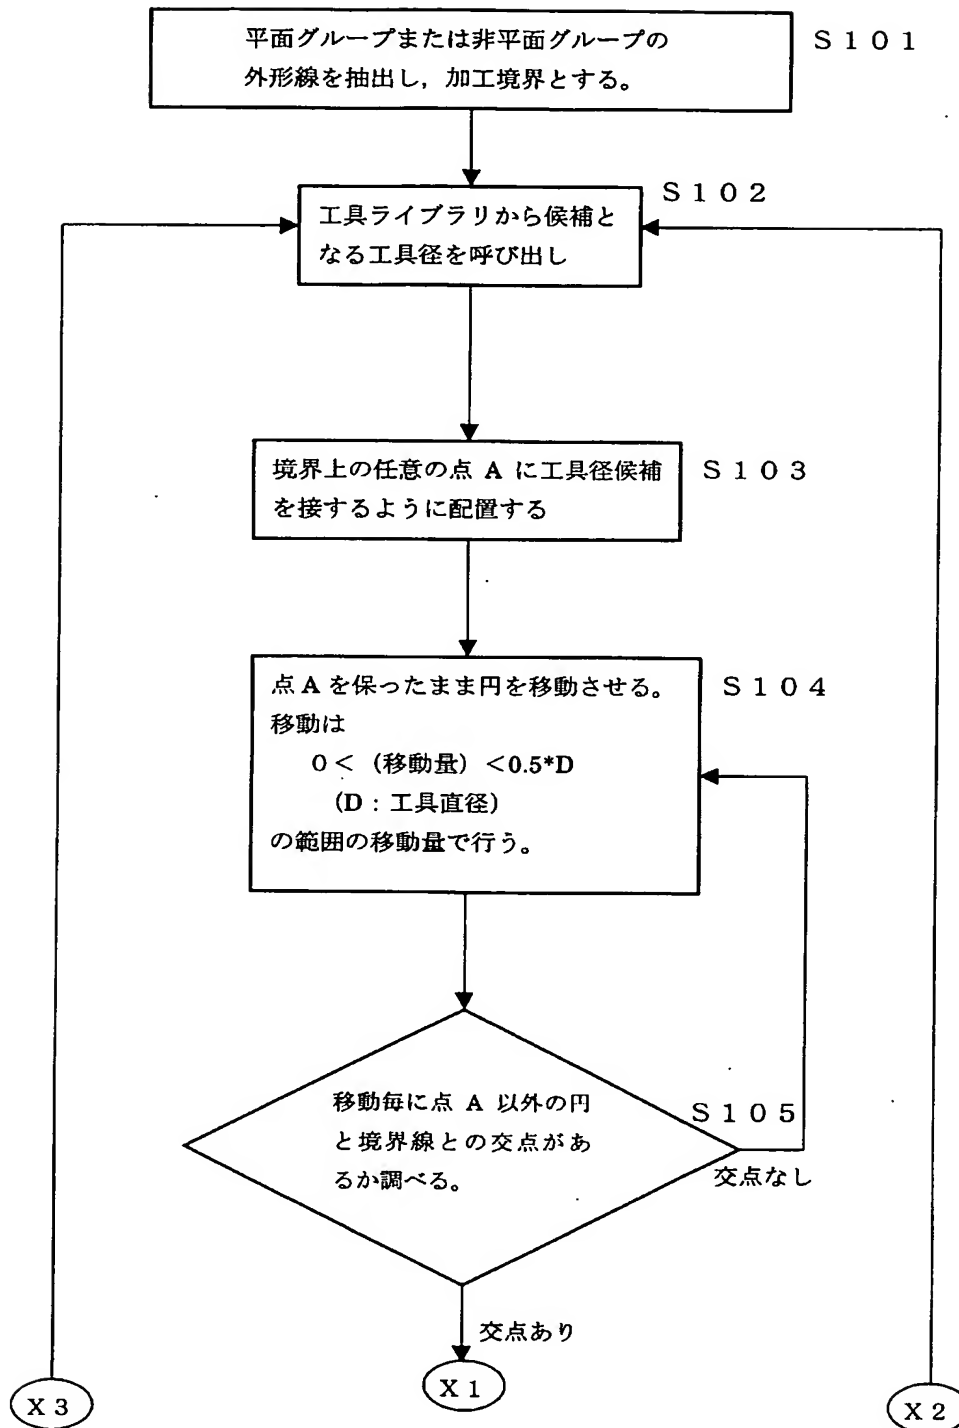 平面グループまたは非平面グループの
外形線を抽出し，加工境界とする。
S101
S102
工具ライブラリから候補と
なる工具径を呼び出し
境界上の任意の点 A に工具径候補
を接するように配置する
S103
点 A を保ったまま円を移動させる。
移動は
0＜（移動量）＜0.5*D
（D：工具直径）
の範囲の移動量で行う。
S104
移動毎に点 A 以外の円
と境界線との交点があ
るか調べる。
S105
交点なし
交点あり
X3
X1
X2